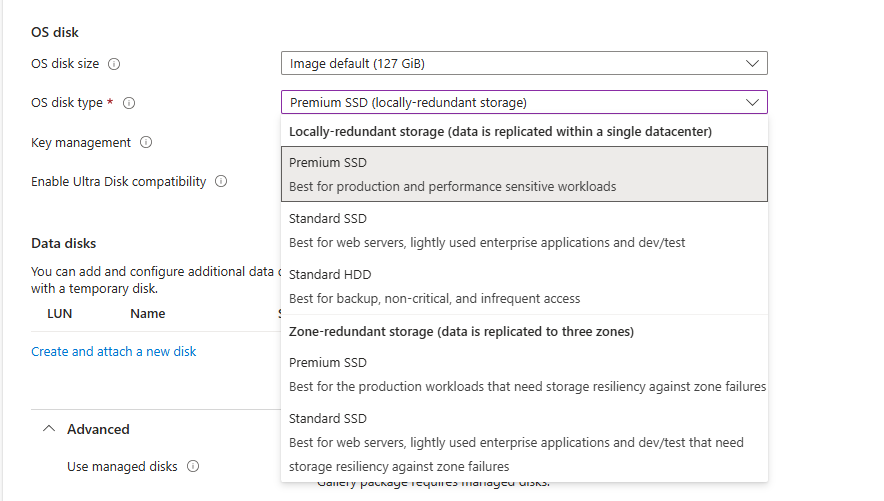 OS disk
OS disk size
Image default (127 GiB)
OS disk type *
Premium SSD (locally-redundant storage)
Key management
Enable Ultra Disk compatibility
Locally-redundant storage (data is replicated within a single datacenter)
Premium SSD
Best for production and performance sensitive workloads
Standard SSD
Best for web servers, lightly used enterprise applications and dev/test
Standard HDD
Best for backup, non-critical, and infrequent access
Zone-redundant storage (data is replicated to three zones)
Premium SSD
Best for the production workloads that need storage resiliency against zone failures
Standard SSD
Best for web servers, lightly used enterprise applications and dev/test that need
storage resiliency against zone failures
Data disks
You can add and configure additional data
with a temporary disk.
LUN
Name
Create and attach a new disk
Advanced
Use managed disks
Gallery package requires managed disks.